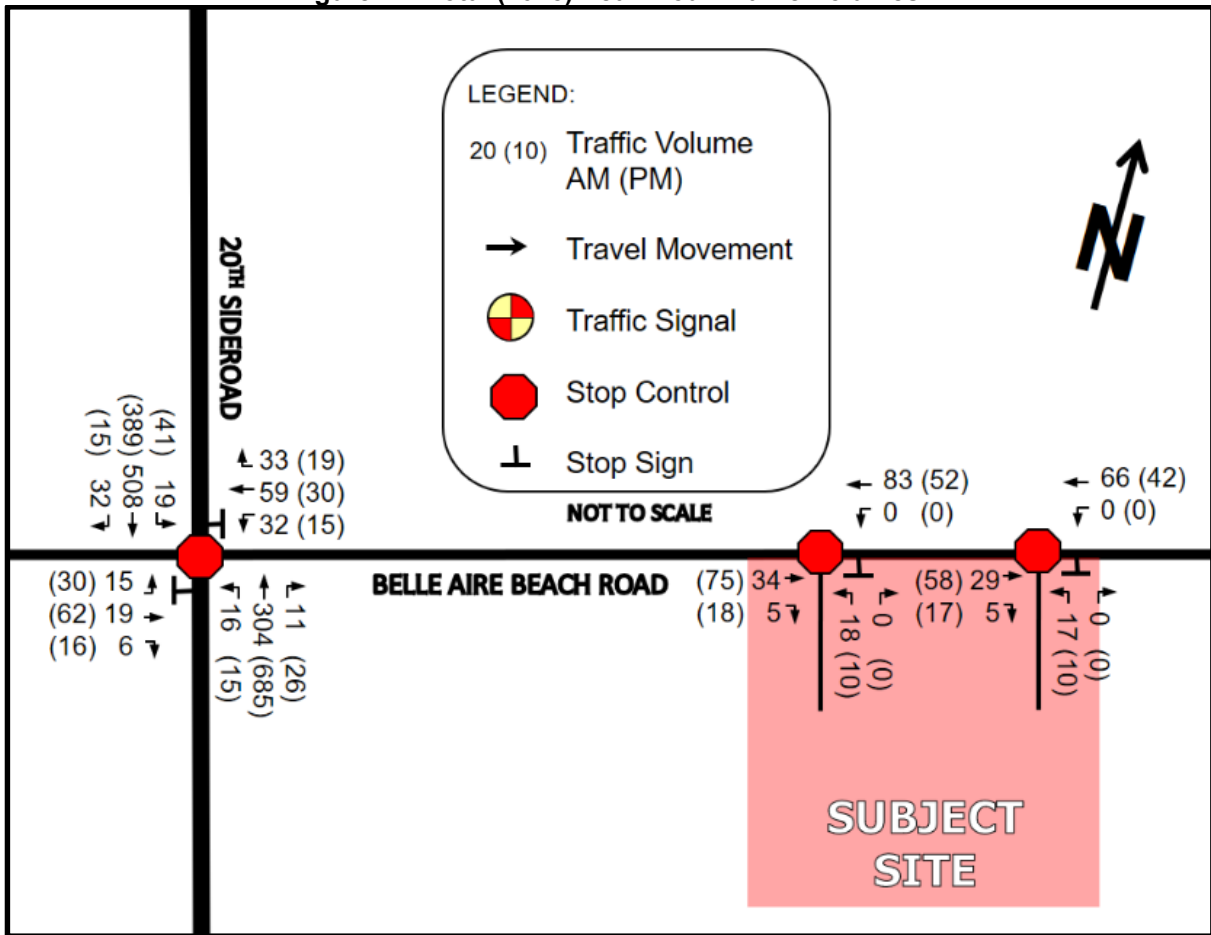 LEGEND:
20 (10) Traffic Volume
AM (PM)
Travel Movement
Traffic Signal
Stop Control
Stop Sign
NOT TO SCALE
N
20TH SIDEROAD
(15) 32
(389) 508
(41) 19
33 (19)
59 (30)
32 (15)
(30) 15
(62) 19
(16) 6
16 (15)
304 (685)
11 (26)
BELLE AIRE BEACH ROAD
83 (52)
0 (0)
(75) 34
(18) 5
18 (10)
0 (0)
66 (42)
0 (0)
(58) 29
(17) 5
17 (10)
0 (0)
SUBJECT
SITE